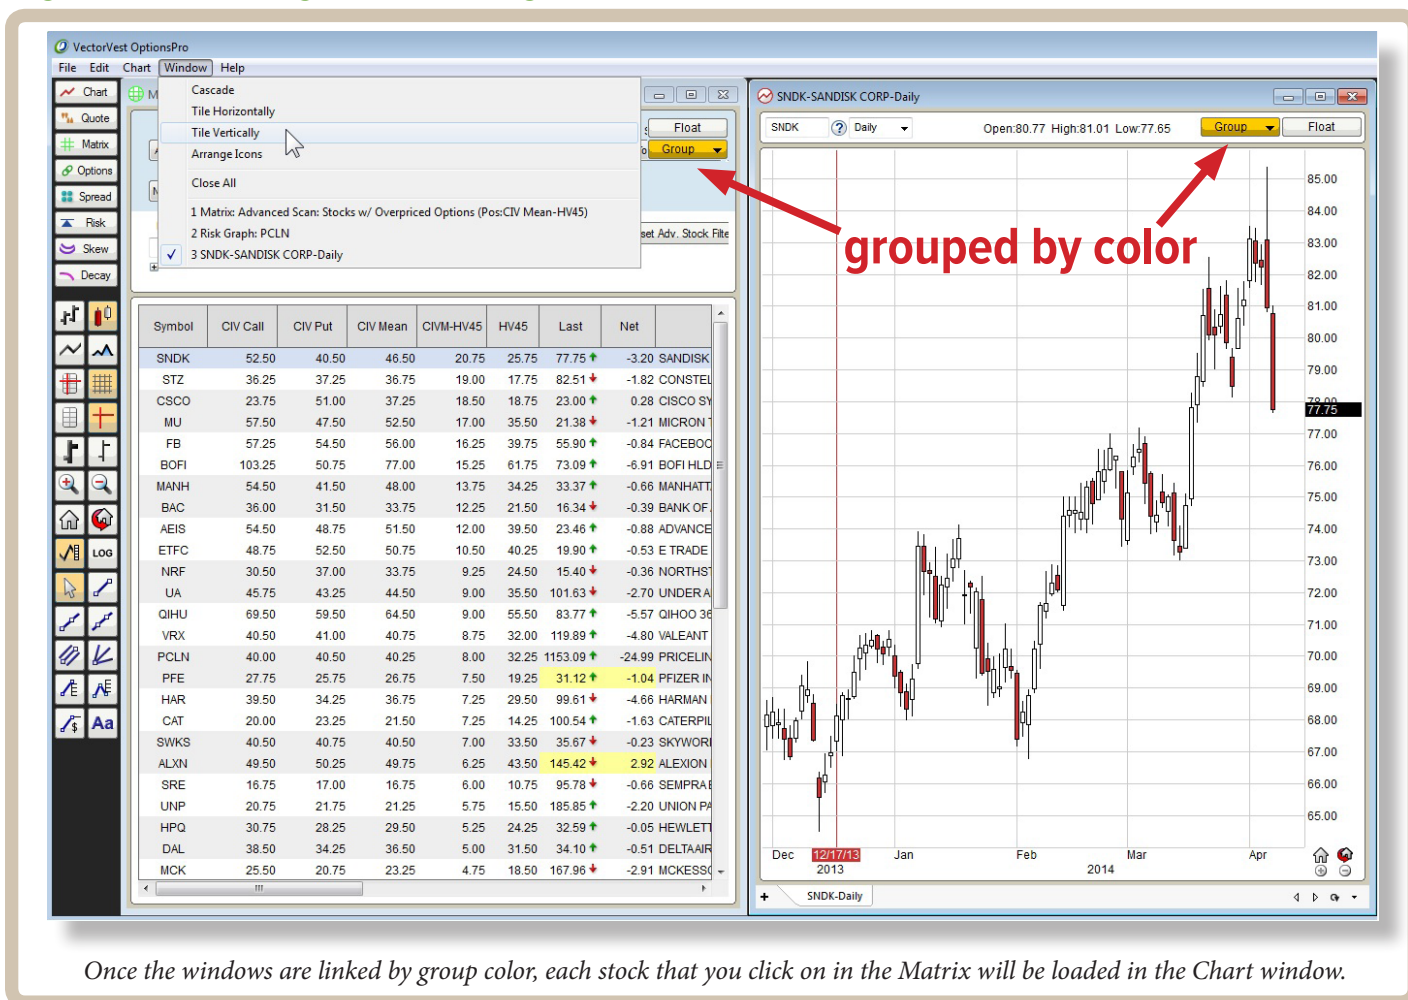 VectorVest OptionsPro
File Edit Chart Window Help
Chart
Quote
Matrix
Options
Spread
Risk
Skew
Decay
LOG
Aa
Cascade
Tile Horizontally
Tile Vertically
Arrange Icons
Close All
1 Matrix: Advanced Scan: Stocks w/ Overpriced Options (Pos:CIV Mean-HV45)
2 Risk Graph: PCLN
3 SNDK-SANDISK CORP-Daily
Float
Group
set Adv. Stock Filte
Symbol CIV Call CIV Put CIV Mean CIVM-HV45 HV45 Last Net
SNDK 52.50 40.50 46.50 20.75 25.75 77.75 -3.20 SANDISK
STZ 36.25 37.25 36.75 19.00 17.75 82.51 -1.82 CONSTEL
CSCO 23.75 51.00 37.25 18.50 18.75 23.00 0.28 CISCO SY
MU 57.50 47.50 52.50 17.00 35.50 21.38 -1.21 MICRON T
FB 57.25 54.50 56.00 16.25 39.75 55.90 -0.84 FACEBOO
BOFI 103.25 50.75 77.00 15.25 61.75 73.09 -6.91 BOFI HLD
MANH 54.50 41.50 48.00 13.75 34.25 33.37 -0.66 MANHATT
BAC 36.00 31.50 33.75 12.25 21.50 16.34 -0.39 BANK OF
AEIS 54.50 48.75 51.50 12.00 39.50 23.46 -0.88 ADVANCE
ETFC 48.75 52.50 50.75 10.50 40.25 19.90 -0.53 E TRADE
NRF 30.50 37.00 33.75 9.25 24.50 15.40 -0.36 NORTHST
UA 45.75 43.25 44.50 9.00 35.50 101.63 -2.70 UNDER A
QIHU 69.50 59.50 64.50 9.00 55.50 83.77 -5.57 QIHOO 36
VRX 40.50 41.00 40.75 8.75 32.00 119.89 -4.80 VALEANT
PCLN 40.00 40.50 40.25 8.00 32.25 1153.09 -24.99 PRICELIN
PFE 27.75 25.75 26.75 7.50 19.25 31.12 -1.04 PFIZER IN
HAR 39.50 34.25 36.75 7.25 29.50 99.61 -4.66 HARMAN
CAT 20.00 23.25 21.50 7.25 14.25 100.54 -1.63 CATERPIL
SWKS 40.50 40.75 40.50 7.00 33.50 35.67 -0.23 SKYWORI
ALXN 49.50 50.25 49.75 6.25 43.50 145.42 2.92 ALEXION
SRE 16.75 17.00 16.75 6.00 10.75 95.78 -0.66 SEMPRA E
UNP 20.75 21.75 21.25 5.75 15.50 185.85 -2.20 UNION PA
HPQ 30.75 28.25 29.50 5.25 24.25 32.59 -0.05 HEWLETT
DAL 38.50 34.25 36.50 5.00 31.50 34.10 -0.51 DELTA AIR
MCK 25.50 20.75 23.25 4.75 18.50 167.96 -2.91 MCKESSO
SNDK-SANDISK CORP-Daily
SNDK Daily Open:80.77 High:81.01 Low:77.65 Group Float
grouped by color
85.00
84.00
83.00
82.00
81.00
80.00
79.00
78.00
77.75
77.00
76.00
75.00
74.00
73.00
72.00
71.00
70.00
69.00
68.00
67.00
66.00
65.00
Dec 12/17/13 Jan Feb Mar Apr
2013 2014
SNDK-Daily
Once the windows are linked by group color, each stock that you click on in the Matrix will be loaded in the Chart window.